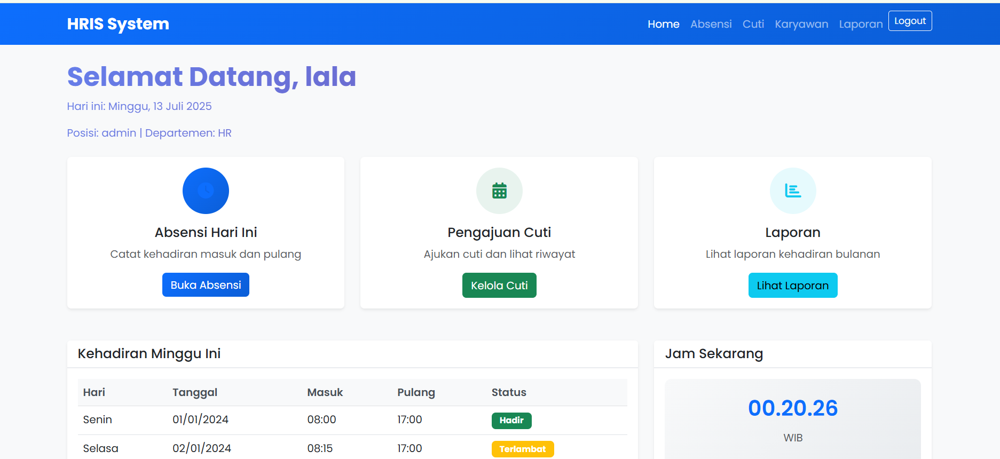 HRIS System
Home Absensi Cuti Karyawan Laporan Logout
Selamat Datang, lala
Hari ini: Minggu, 13 Juli 2025
Posisi: admin | Departemen: HR
Absensi Hari Ini
Catat kehadiran masuk dan pulang
Buka Absensi
Pengajuan Cuti
Ajukan cuti dan lihat riwayat
Kelola Cuti
Laporan
Lihat laporan kehadiran bulanan
Lihat Laporan
Kehadiran Minggu Ini
Hari Tanggal Masuk Pulang Status
Senin 01/01/2024 08:00 17:00 Hadir
Selasa 02/01/2024 08:15 17:00 Terlambat
Jam Sekarang
00.20.26
WIB